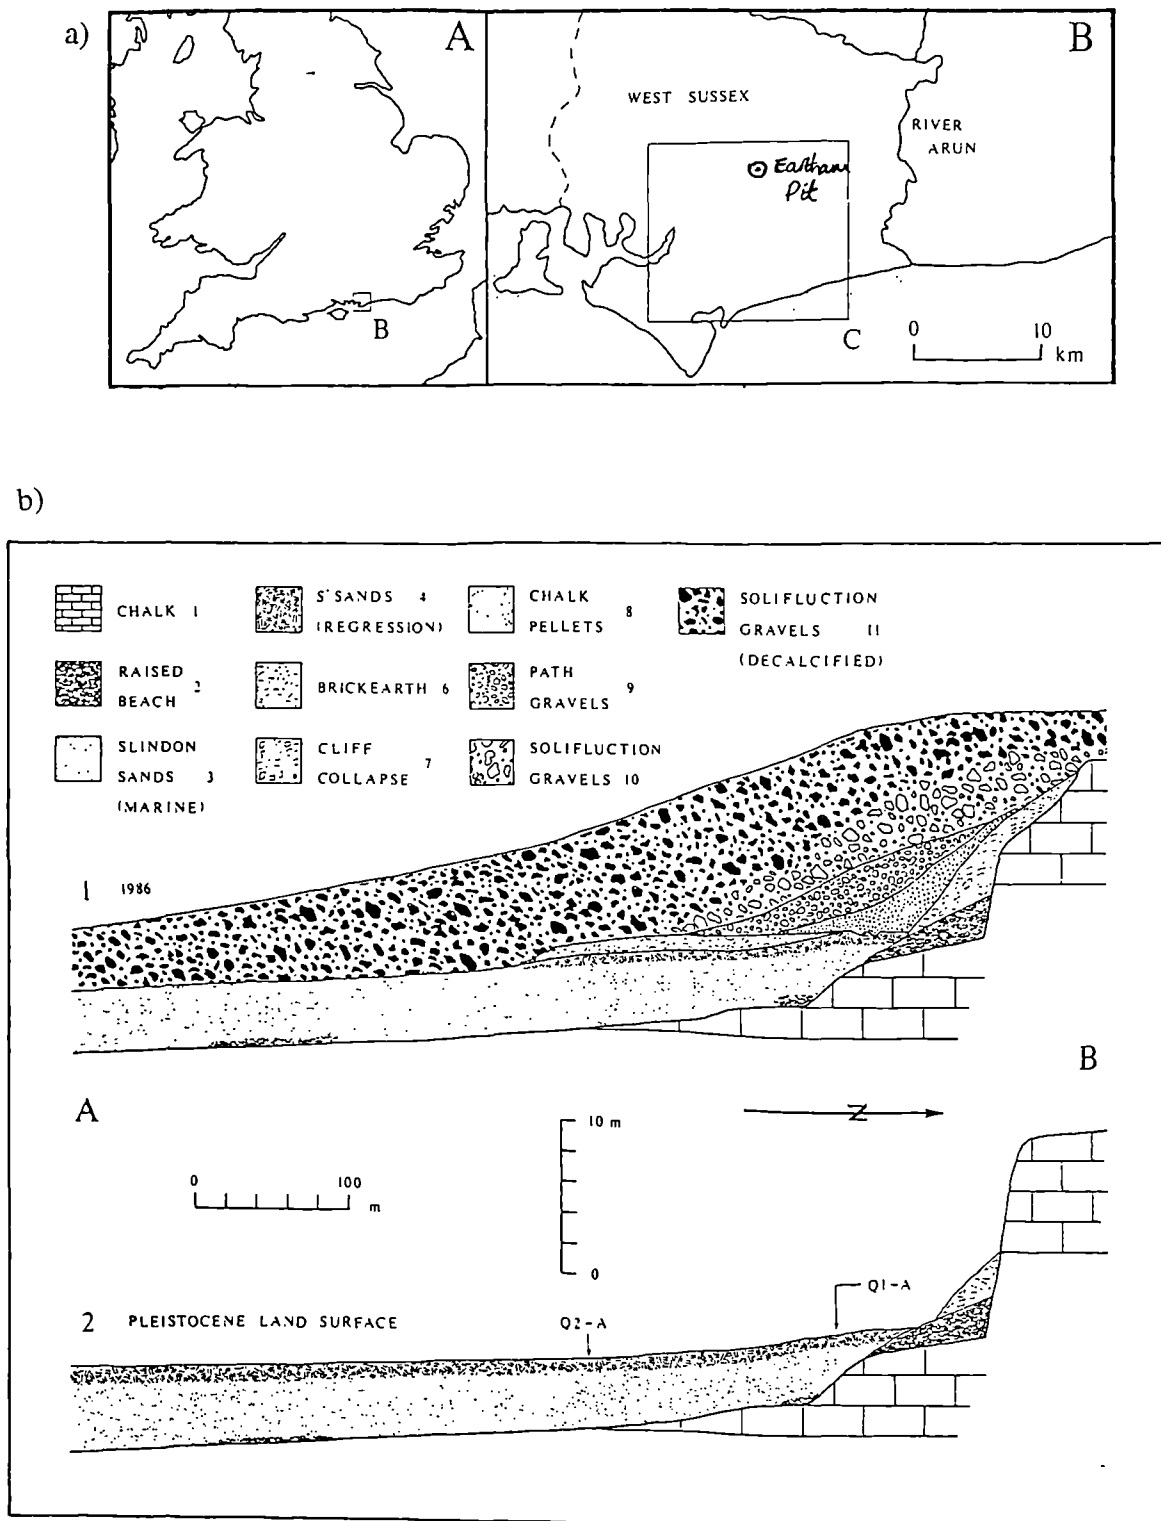 a)
A
B
WEST SUSSEX
RIVER
ARUN
Eartham
Pit
B
C
0 10
km
b)
CHALK 1
RAISED
BEACH 2
SLINDON
SANDS 3
(MARINE)
S'SANDS 4
(REGRESSION)
BRICKEARTH 6
CLIFF
COLLAPSE 7
CHALK
PELLETS 8
PATH
GRAVELS 9
SOLIFLUCTION
GRAVELS 10
SOLIFLUCTION
GRAVELS 11
(DECALCIFIED)
1 1986
A
B
0 100
m
10 m
0
N
2 PLEISTOCENE LAND SURFACE
Q2-A
Q1-A